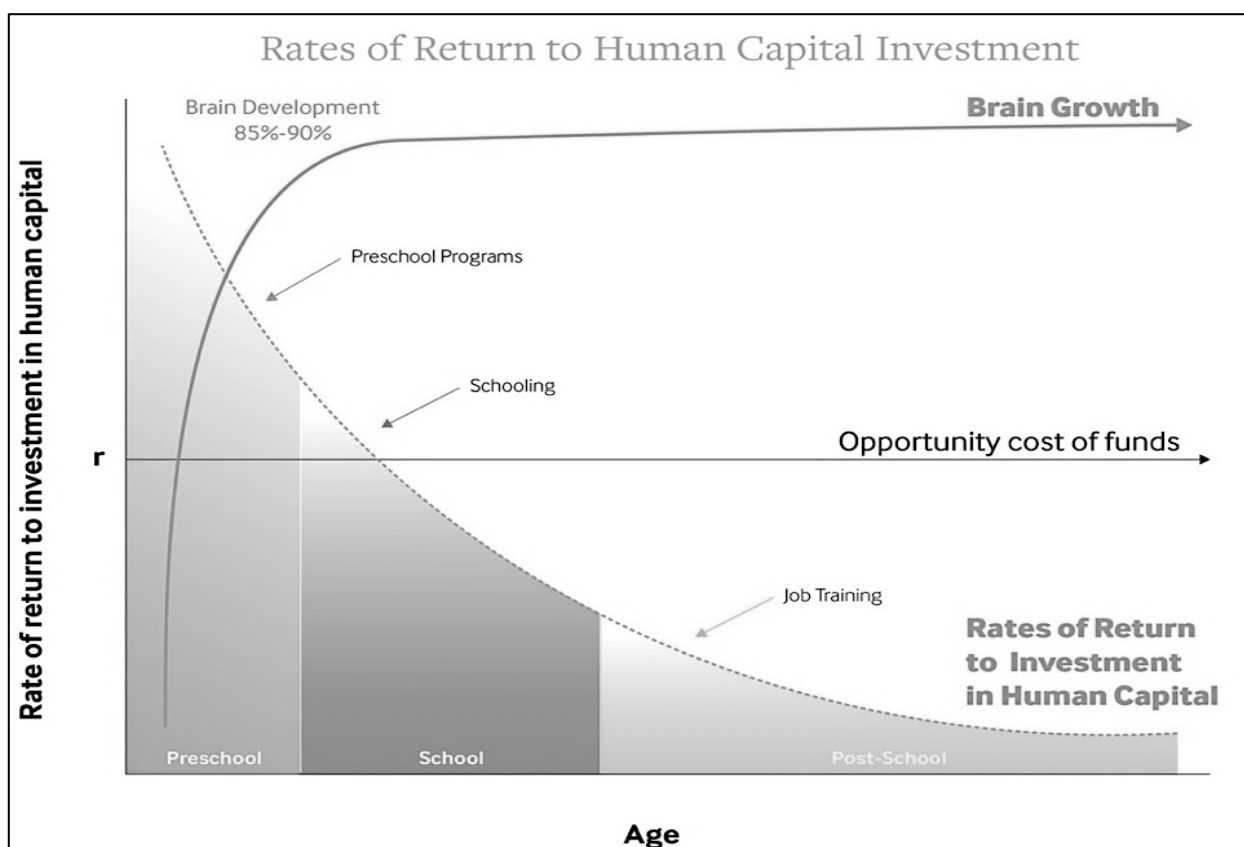 Rates of Return to Human Capital Investment
Brain Development
85%-90%
Brain Growth
Rate of return to investment in human capital
Preschool Programs
Schooling
r
Opportunity cost of funds
Job Training
Rates of Return
to Investment
in Human Capital
Preschool
School
Post-School
Age